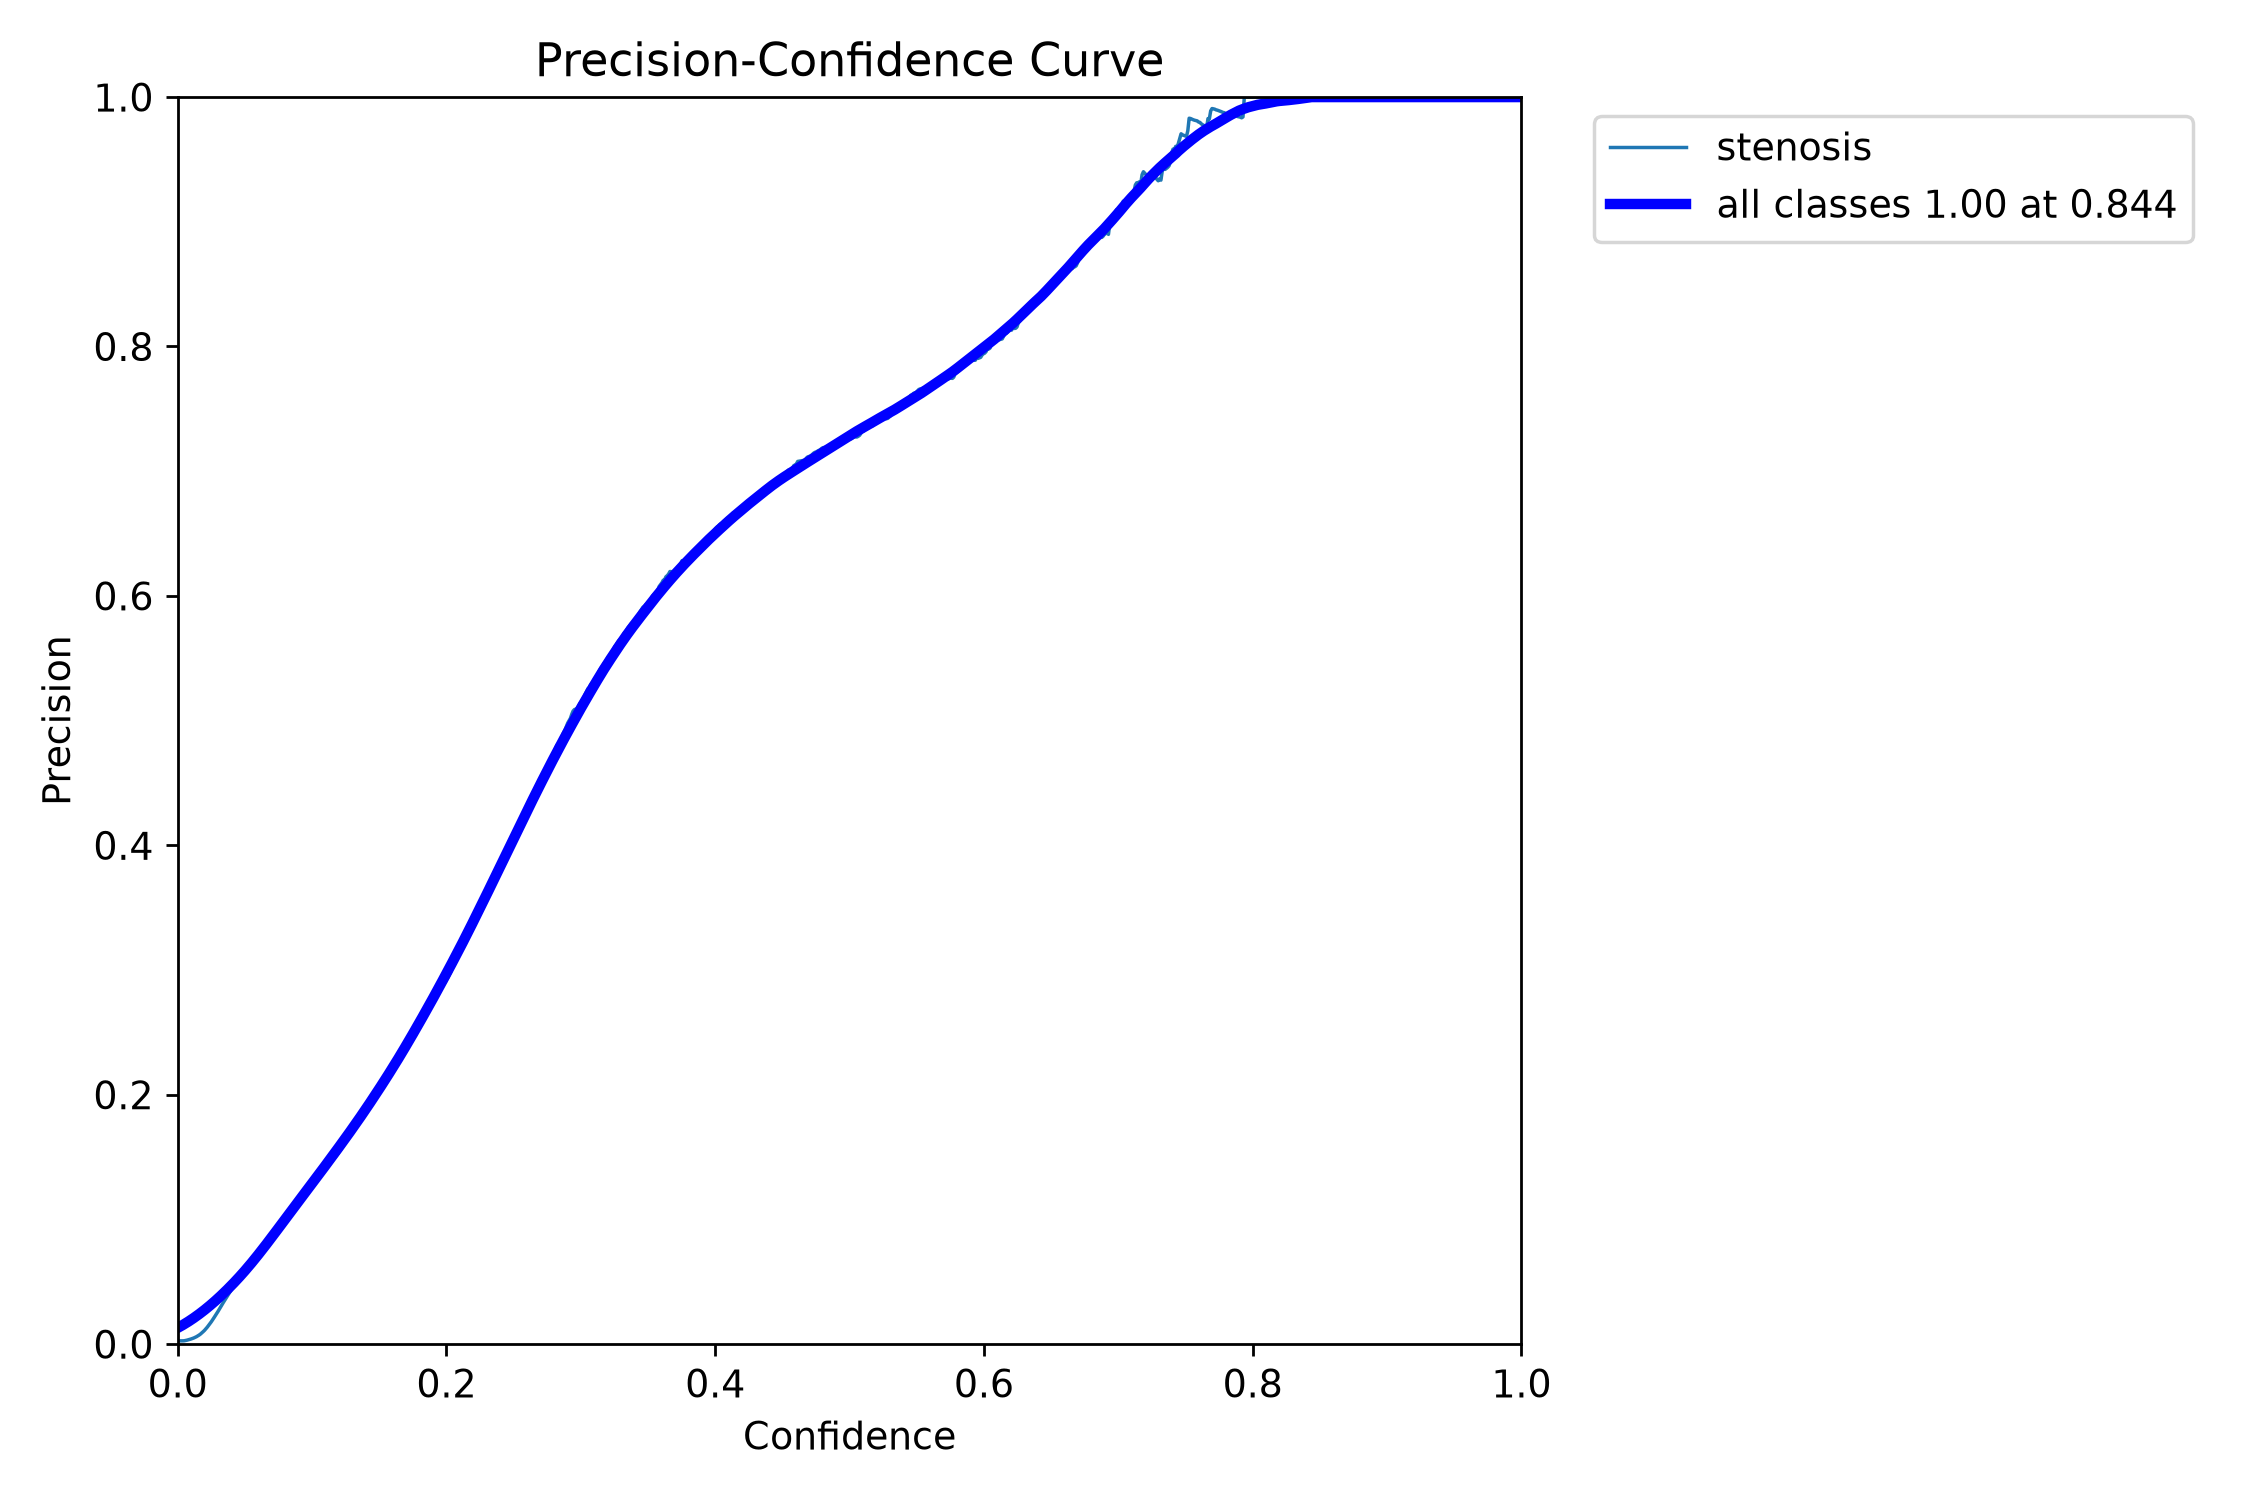 Precision-Confidence Curve
1.0
0.8
0.6
0.4
0.2
0.0
Precision
0.0 0.2 0.4 0.6 0.8 1.0
Confidence
stenosis
all classes 1.00 at 0.844